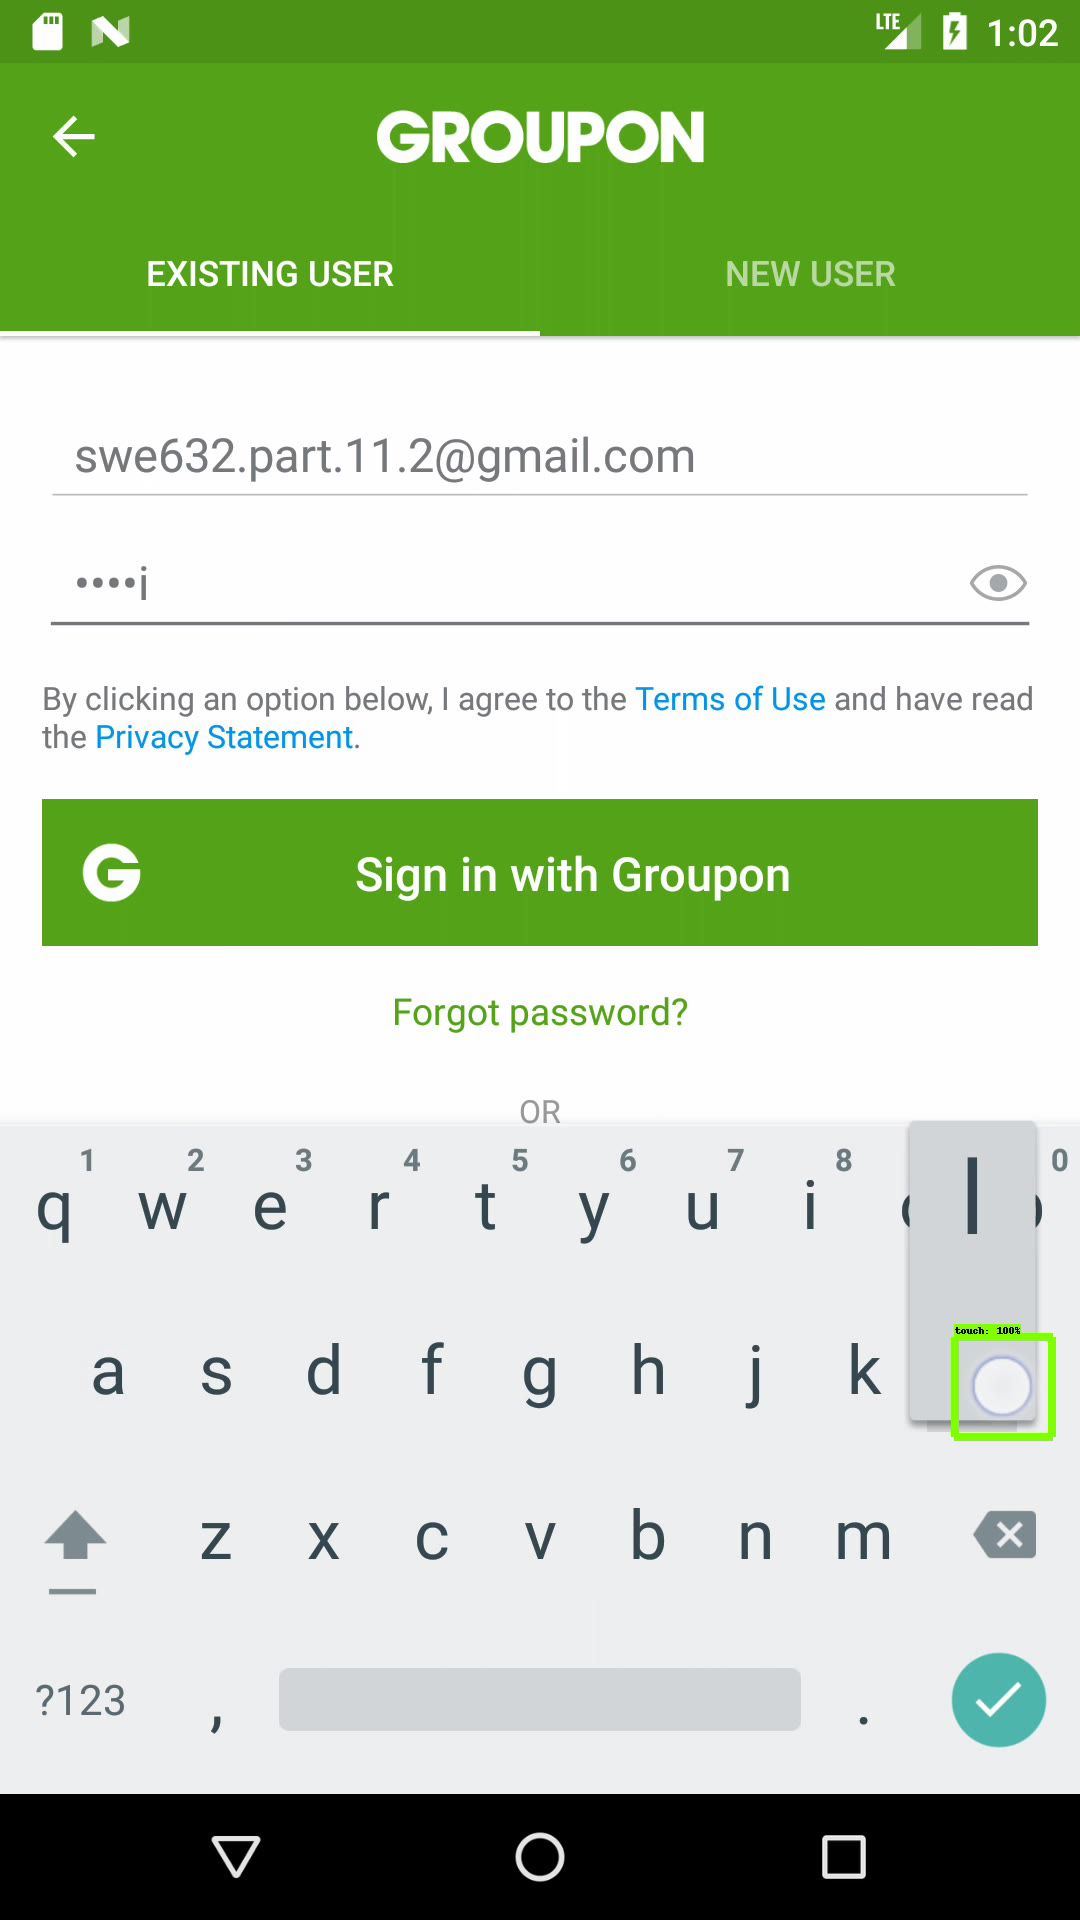 LTE 1:02
GROUPON
EXISTING USER NEW USER
swe632.part.11.2@gmail.com
••••i
By clicking an option below, I agree to the Terms of Use and have read
the Privacy Statement.
G Sign in with Groupon
Forgot password?
OR
1 2 3 4 5 6 7 8 0
q w e r t y u i l
touch: 100%
a s d f g h j k
z x c v b n m
?123 , .